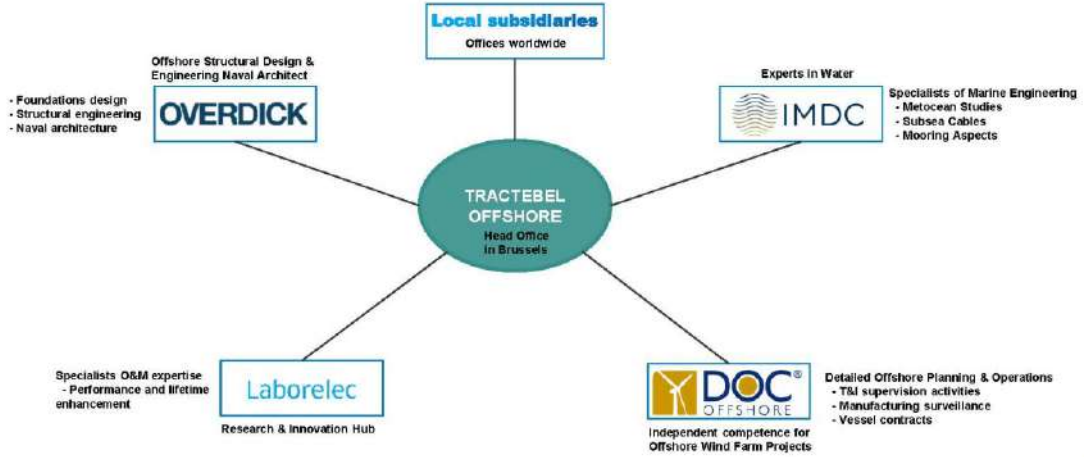 Local subsidiaries
Offices worldwide
Offshore Structural Design &
Engineering Naval Architect
- Foundations design
- Structural engineering
- Naval architecture
OVERDICK
Experts in Water
IMDC
Specialists of Marine Engineering
- Metocean Studies
- Subsea Cables
- Mooring Aspects
TRACTEBEL
OFFSHORE
Head Office
in Brussels
Specialists O&M expertise
- Performance and lifetime
enhancement
Laborelec
Research & Innovation Hub
DOC®
OFFSHORE
Independent competence for
Offshore Wind Farm Projects
Detailed Offshore Planning & Operations
- T&I supervision activities
- Manufacturing surveillance
- Vessel contracts